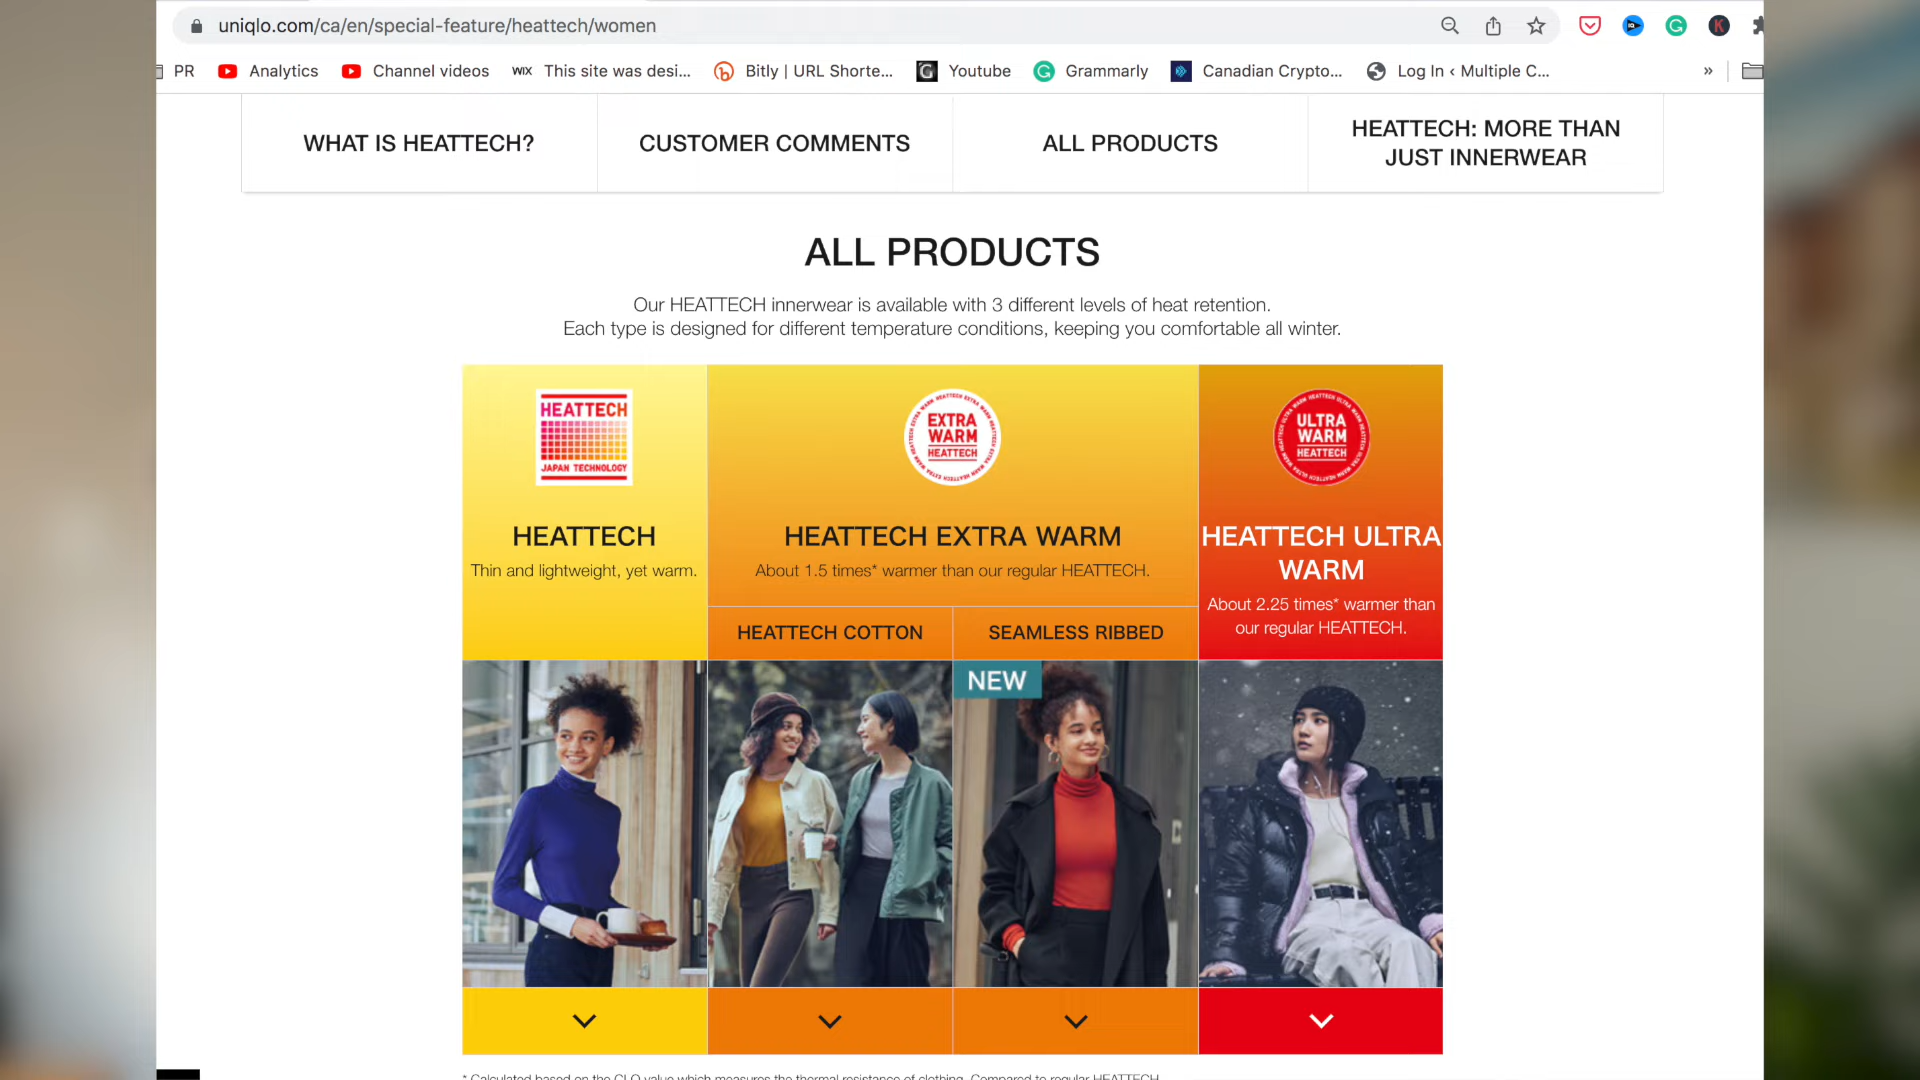 uniqlo.com/ca/en/special-feature/heattech/women
PR Analytics Channel videos WiX This site was desi... Bitly | URL Shorte... Youtube Grammarly Canadian Crypto... Log In ‹ Multiple C... »
WHAT IS HEATTECH? CUSTOMER COMMENTS ALL PRODUCTS HEATTECH: MORE THAN
JUST INNERWEAR
ALL PRODUCTS
Our HEATTECH innerwear is available with 3 different levels of heat retention.
Each type is designed for different temperature conditions, keeping you comfortable all winter.
HEATTECH
JAPAN TECHNOLOGY
EXTRA
WARM
HEATTECH
ULTRA
WARM
HEATTECH
HEATTECH
Thin and lightweight, yet warm.
HEATTECH EXTRA WARM
About 1.5 times* warmer than our regular HEATTECH.
HEATTECH COTTON SEAMLESS RIBBED
HEATTECH ULTRA
WARM
About 2.25 times* warmer than
our regular HEATTECH.
NEW
* Calculated based on the CLO value which measures the thermal resistance of clothing. Compared to regular HEATTECH